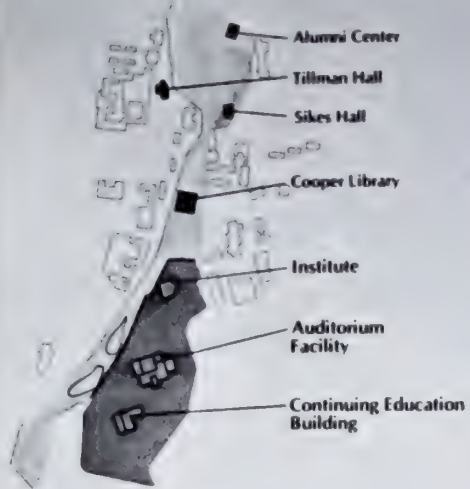 Alumni Center
Tillman Hall
Sikes Hall
Cooper Library
Institute
Auditorium
Facility
Continuing Education
Building